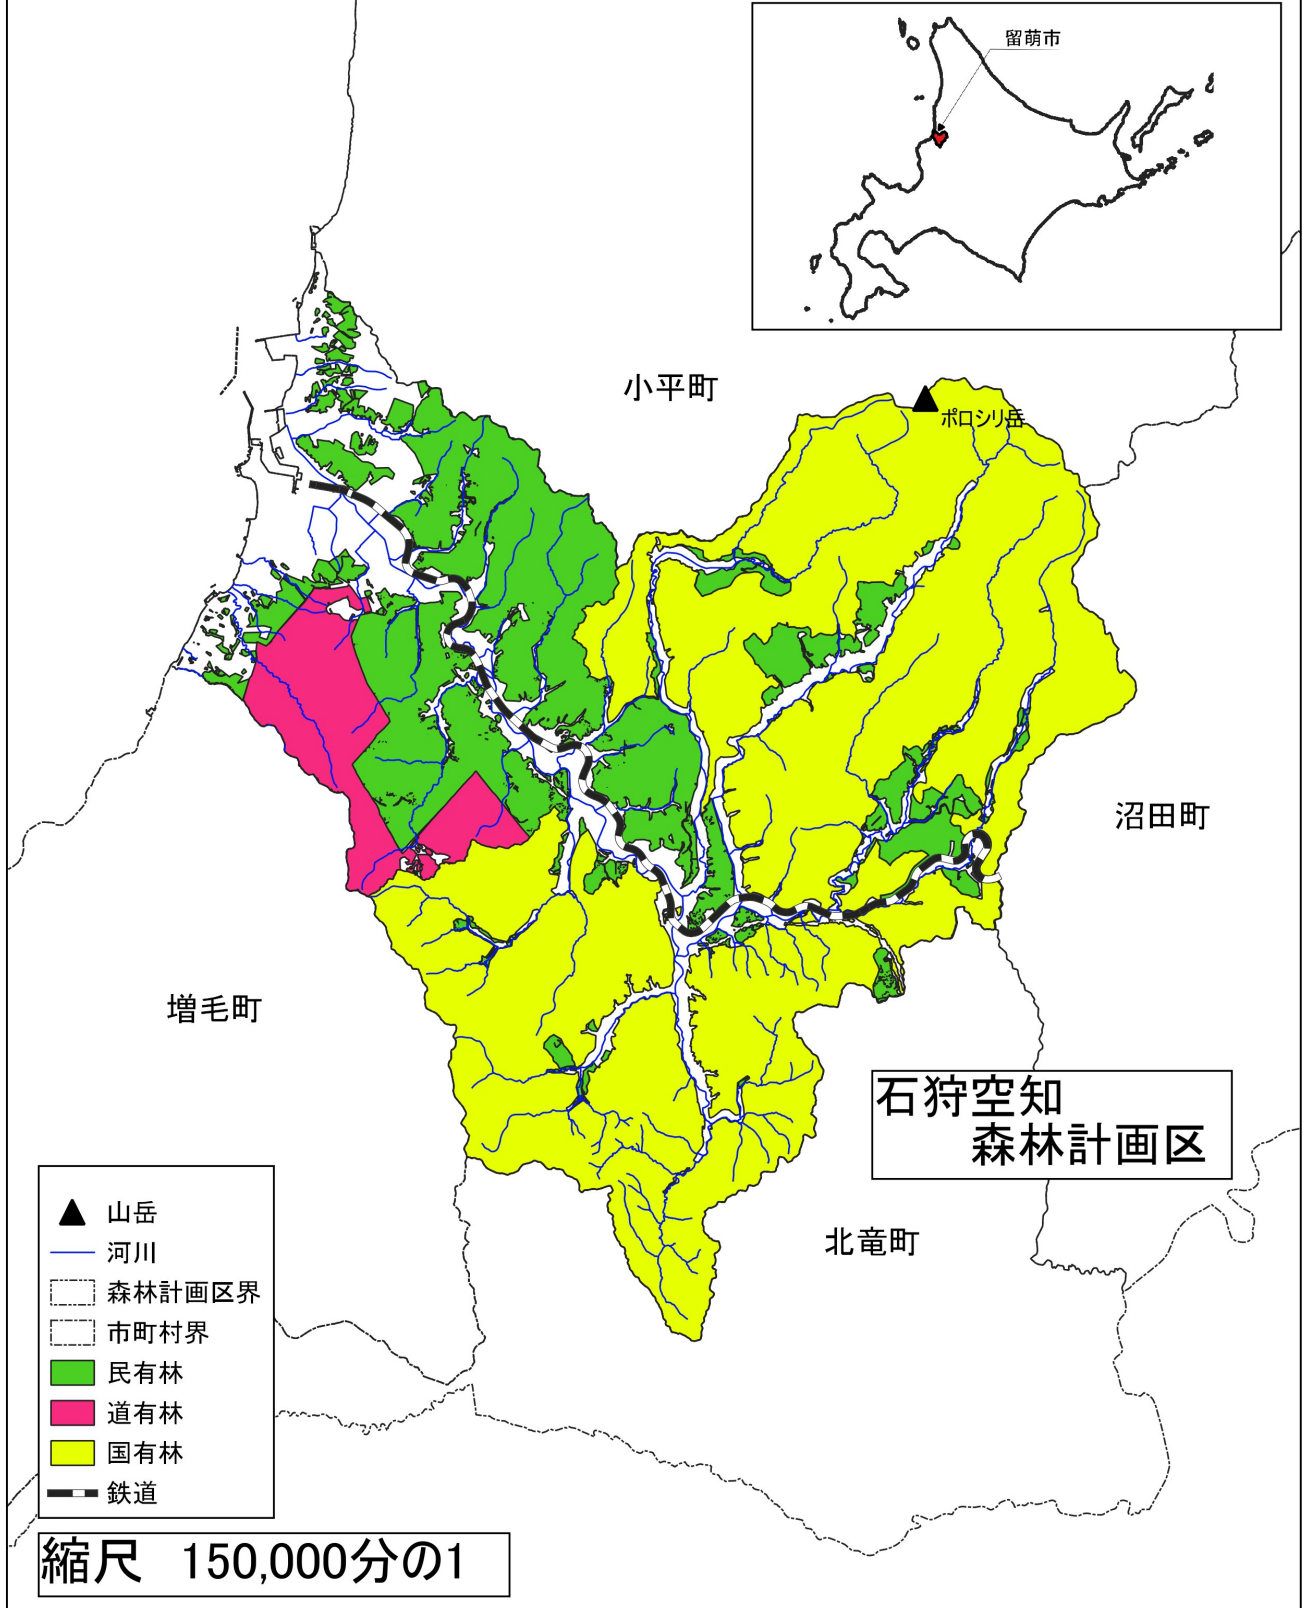 留萌市
小平町
ポロシリ岳
沼田町
増毛町
石狩空知
森林計画区
北竜町
山岳
河川
森林計画区界
市町村界
民有林
道有林
国有林
鉄道
縮尺 150,000分の1